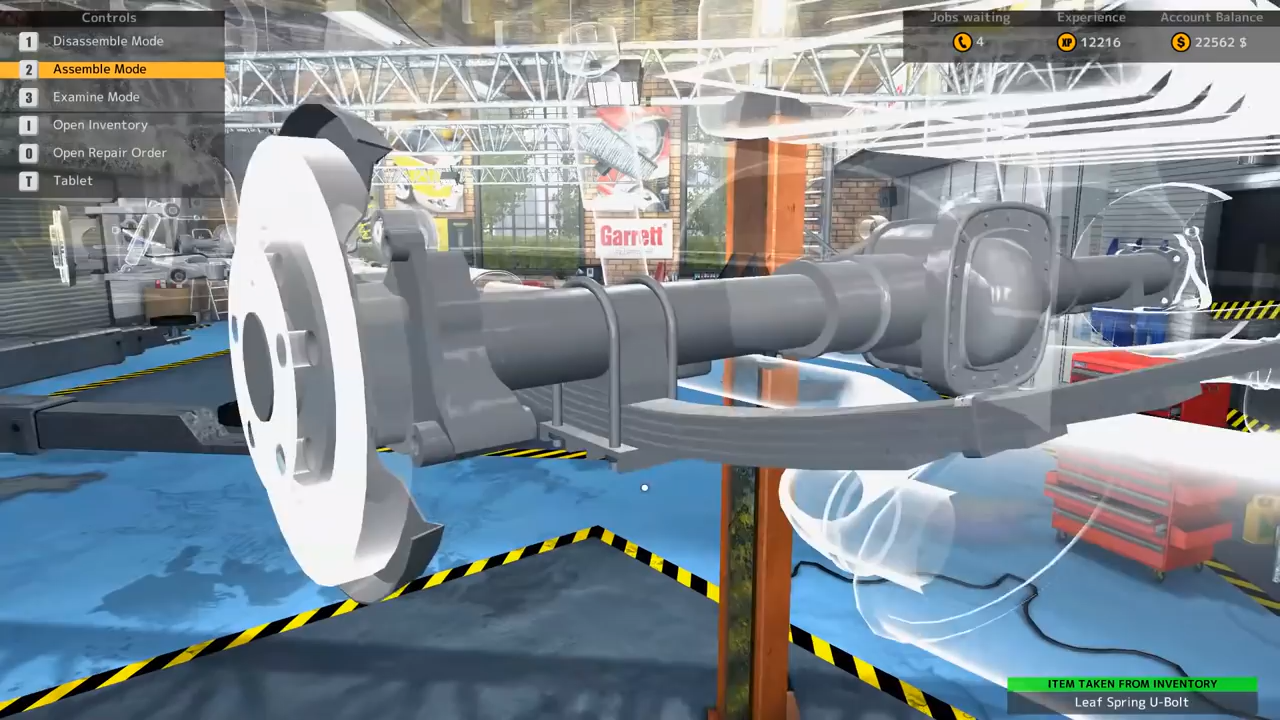 Controls
1 Disassemble Mode
2 Assemble Mode
3 Examine Mode
I Open Inventory
O Open Repair Order
T Tablet
Jobs waiting Experience Account Balance
4 XP 12216 $ 22562 $
Garrett
ITEM TAKEN FROM INVENTORY
Leaf Spring U-Bolt